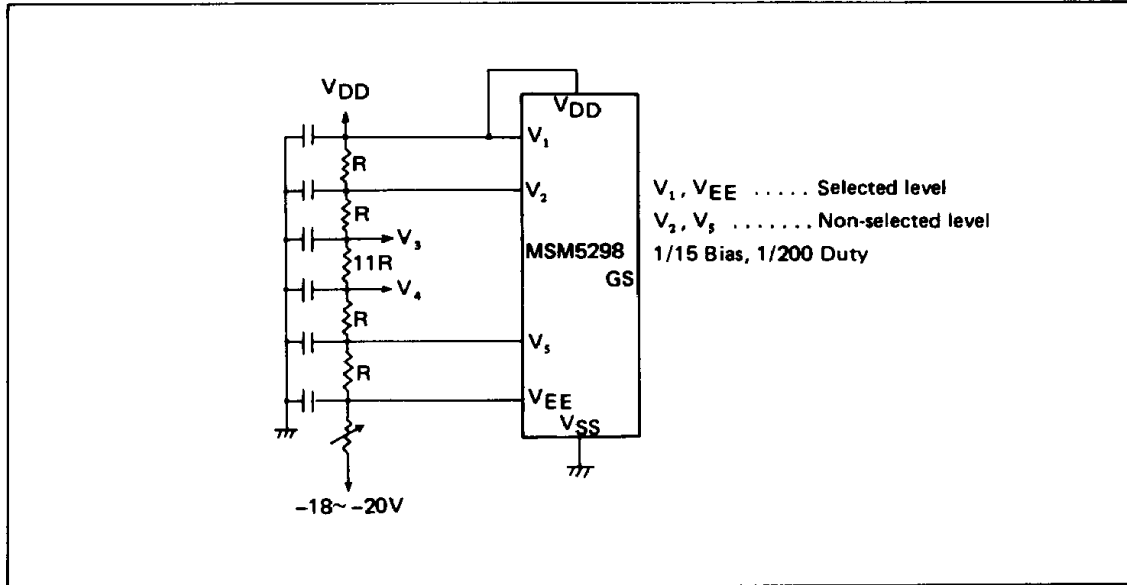 VDD
VDD
V1
R
V2
V1, VEE ..... Selected level
R
V2, V5 ....... Non-selected level
V3
MSM5298
1/15 Bias, 1/200 Duty
11R
GS
V4
R
V5
R
VEE
VSS
–18~ –20V